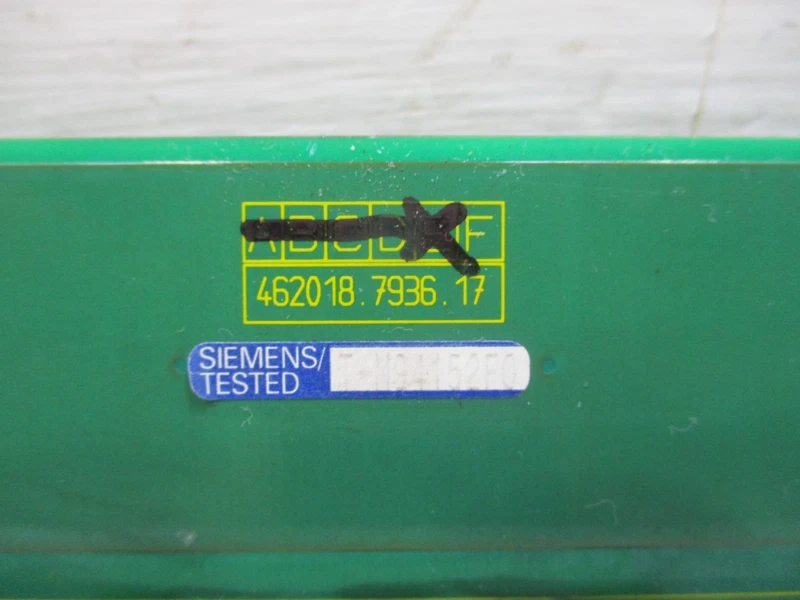 A B C D F
462018.7936.17
SIEMENS/
TESTED